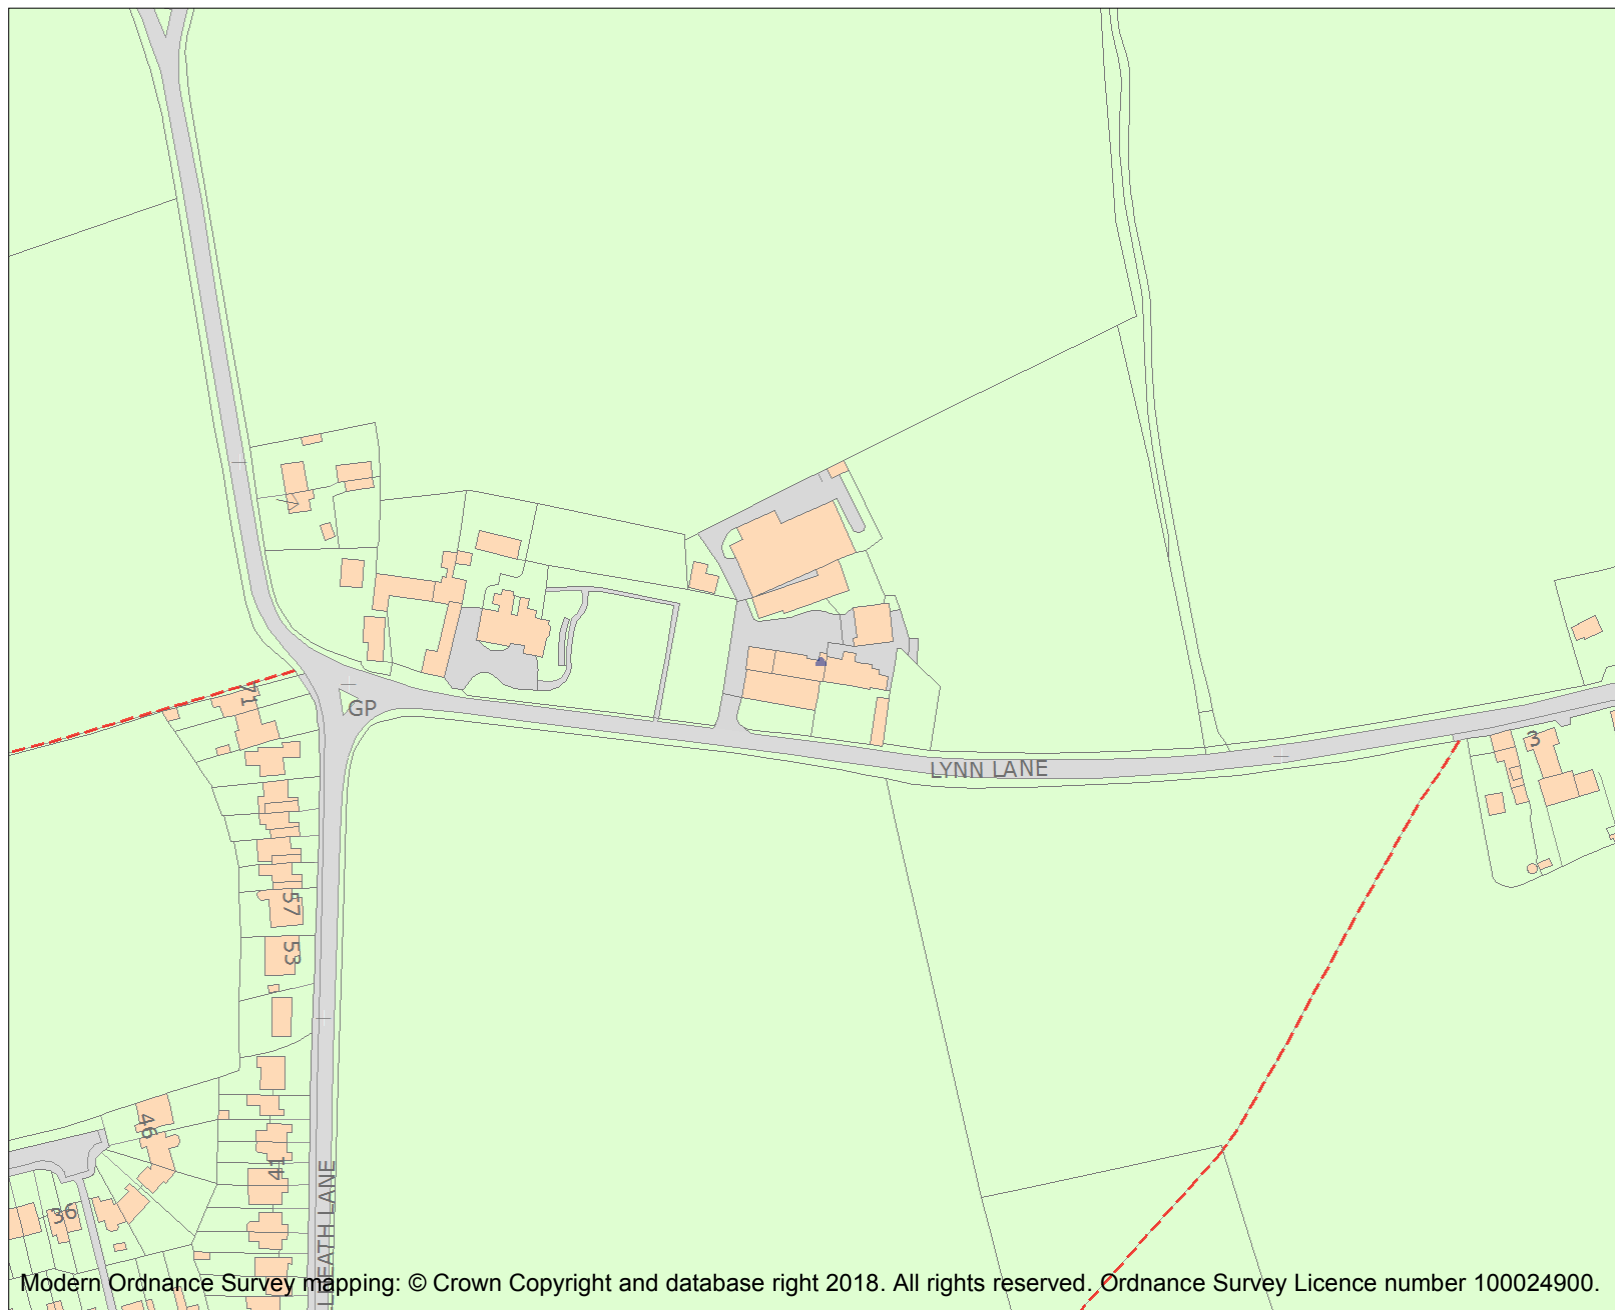 71
GP
LYNN LANE
3
57
53
46
41
36
HEATH LANE
Modern Ordnance Survey mapping: © Crown Copyright and database right 2018. All rights reserved. Ordnance Survey Licence number 100024900.